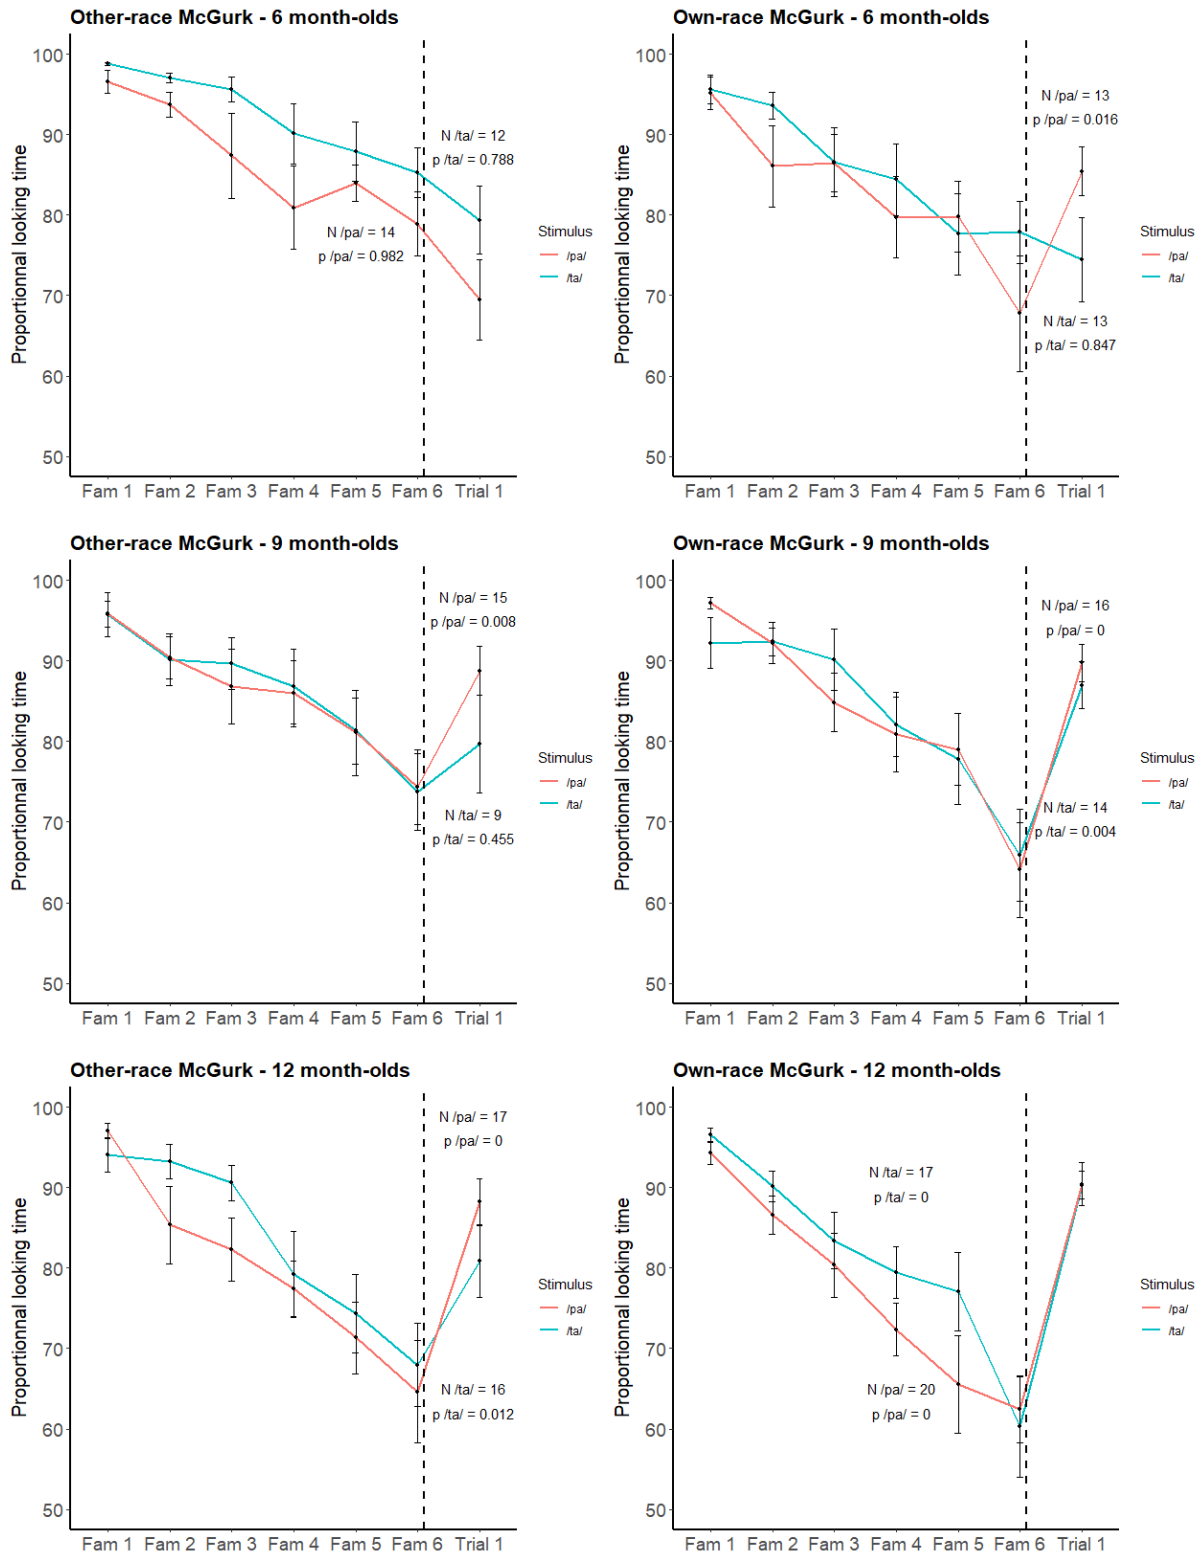 Other-race McGurk - 6 month-olds
Proportionnal looking time
100
90
80
70
60
50
N /ta/ = 12
p /ta/ = 0.788
N /pa/ = 14
p /pa/ = 0.982
Stimulus
/pa/
/ta/
Fam 1 Fam 2 Fam 3 Fam 4 Fam 5 Fam 6 Trial 1
Own-race McGurk - 6 month-olds
Proportionnal looking time
100
90
80
70
60
50
N /pa/ = 13
p /pa/ = 0.016
N /ta/ = 13
p /ta/ = 0.847
Stimulus
/pa/
/ta/
Fam 1 Fam 2 Fam 3 Fam 4 Fam 5 Fam 6 Trial 1
Other-race McGurk - 9 month-olds
Proportionnal looking time
100
90
80
70
60
50
N /pa/ = 15
p /pa/ = 0.008
N /ta/ = 9
p /ta/ = 0.455
Stimulus
/pa/
/ta/
Fam 1 Fam 2 Fam 3 Fam 4 Fam 5 Fam 6 Trial 1
Own-race McGurk - 9 month-olds
Proportionnal looking time
100
90
80
70
60
50
N /pa/ = 16
p /pa/ = 0
N /ta/ = 14
p /ta/ = 0.004
Stimulus
/pa/
/ta/
Fam 1 Fam 2 Fam 3 Fam 4 Fam 5 Fam 6 Trial 1
Other-race McGurk - 12 month-olds
Proportionnal looking time
100
90
80
70
60
50
N /pa/ = 17
p /pa/ = 0
N /ta/ = 16
p /ta/ = 0.012
Stimulus
/pa/
/ta/
Fam 1 Fam 2 Fam 3 Fam 4 Fam 5 Fam 6 Trial 1
Own-race McGurk - 12 month-olds
Proportionnal looking time
100
90
80
70
60
50
N /ta/ = 17
p /ta/ = 0
N /pa/ = 20
p /pa/ = 0
Stimulus
/pa/
/ta/
Fam 1 Fam 2 Fam 3 Fam 4 Fam 5 Fam 6 Trial 1